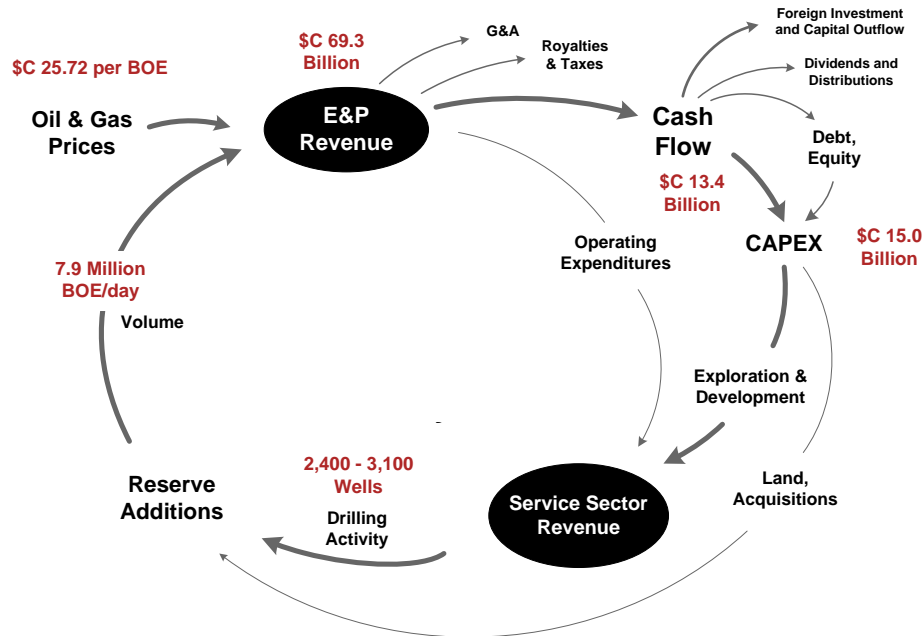 Foreign Investment
and Capital Outflow
G&A
$C 69.3
Billion
Royalties
& Taxes
$C 25.72 per BOE
Dividends and
Distributions
Oil & Gas
Prices
E&P
Revenue
Cash
Flow
Debt,
Equity
$C 13.4
Billion
CAPEX
$C 15.0
Billion
Operating
Expenditures
7.9 Million
BOE/day
Volume
Exploration &
Development
2,400 - 3,100
Wells
Drilling
Activity
Reserve
Additions
Service Sector
Revenue
Land,
Acquisitions